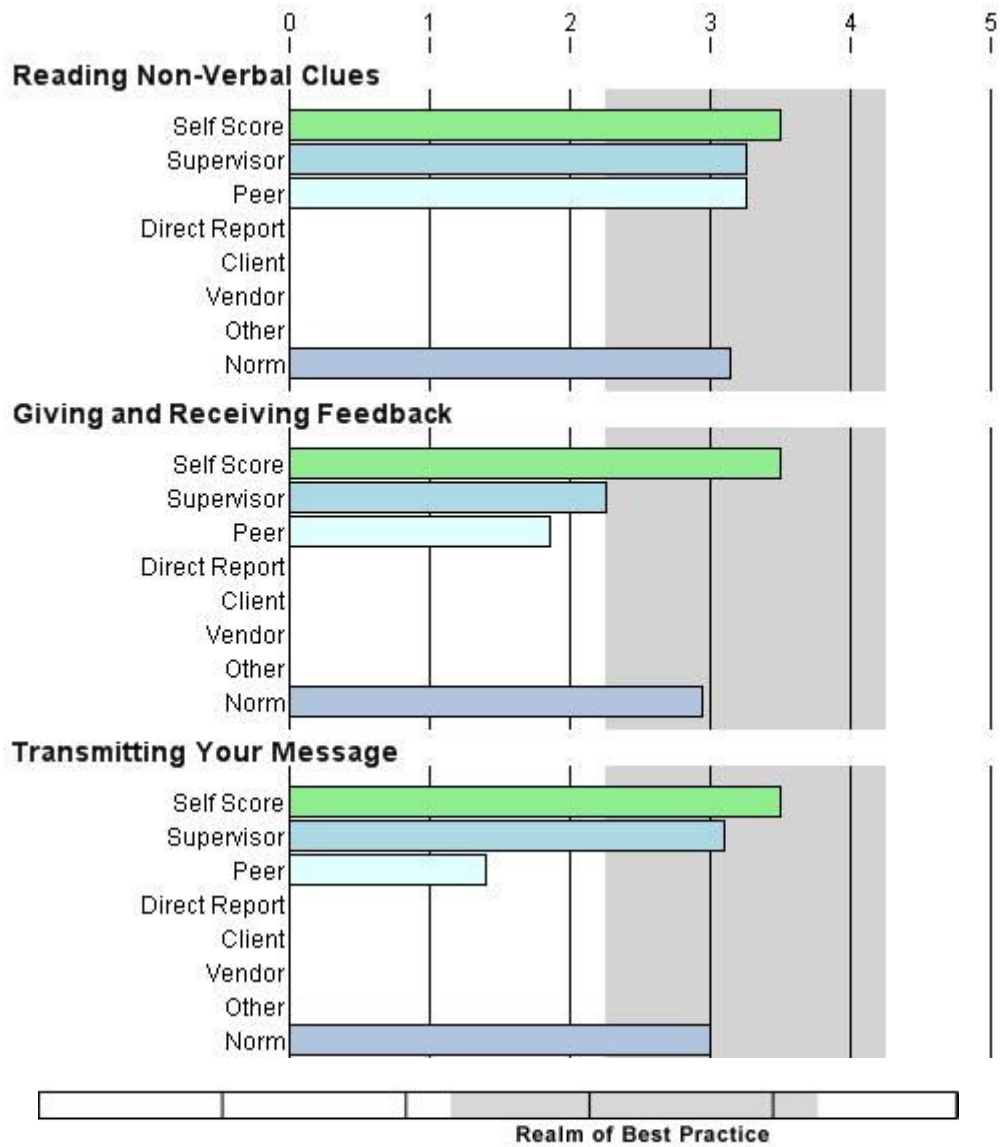 0 1 2 3 4 5
Reading Non-Verbal Clues
Self Score
Supervisor
Peer
Direct Report
Client
Vendor
Other
Norm
Giving and Receiving Feedback
Self Score
Supervisor
Peer
Direct Report
Client
Vendor
Other
Norm
Transmitting Your Message
Self Score
Supervisor
Peer
Direct Report
Client
Vendor
Other
Norm
Realm of Best Practice